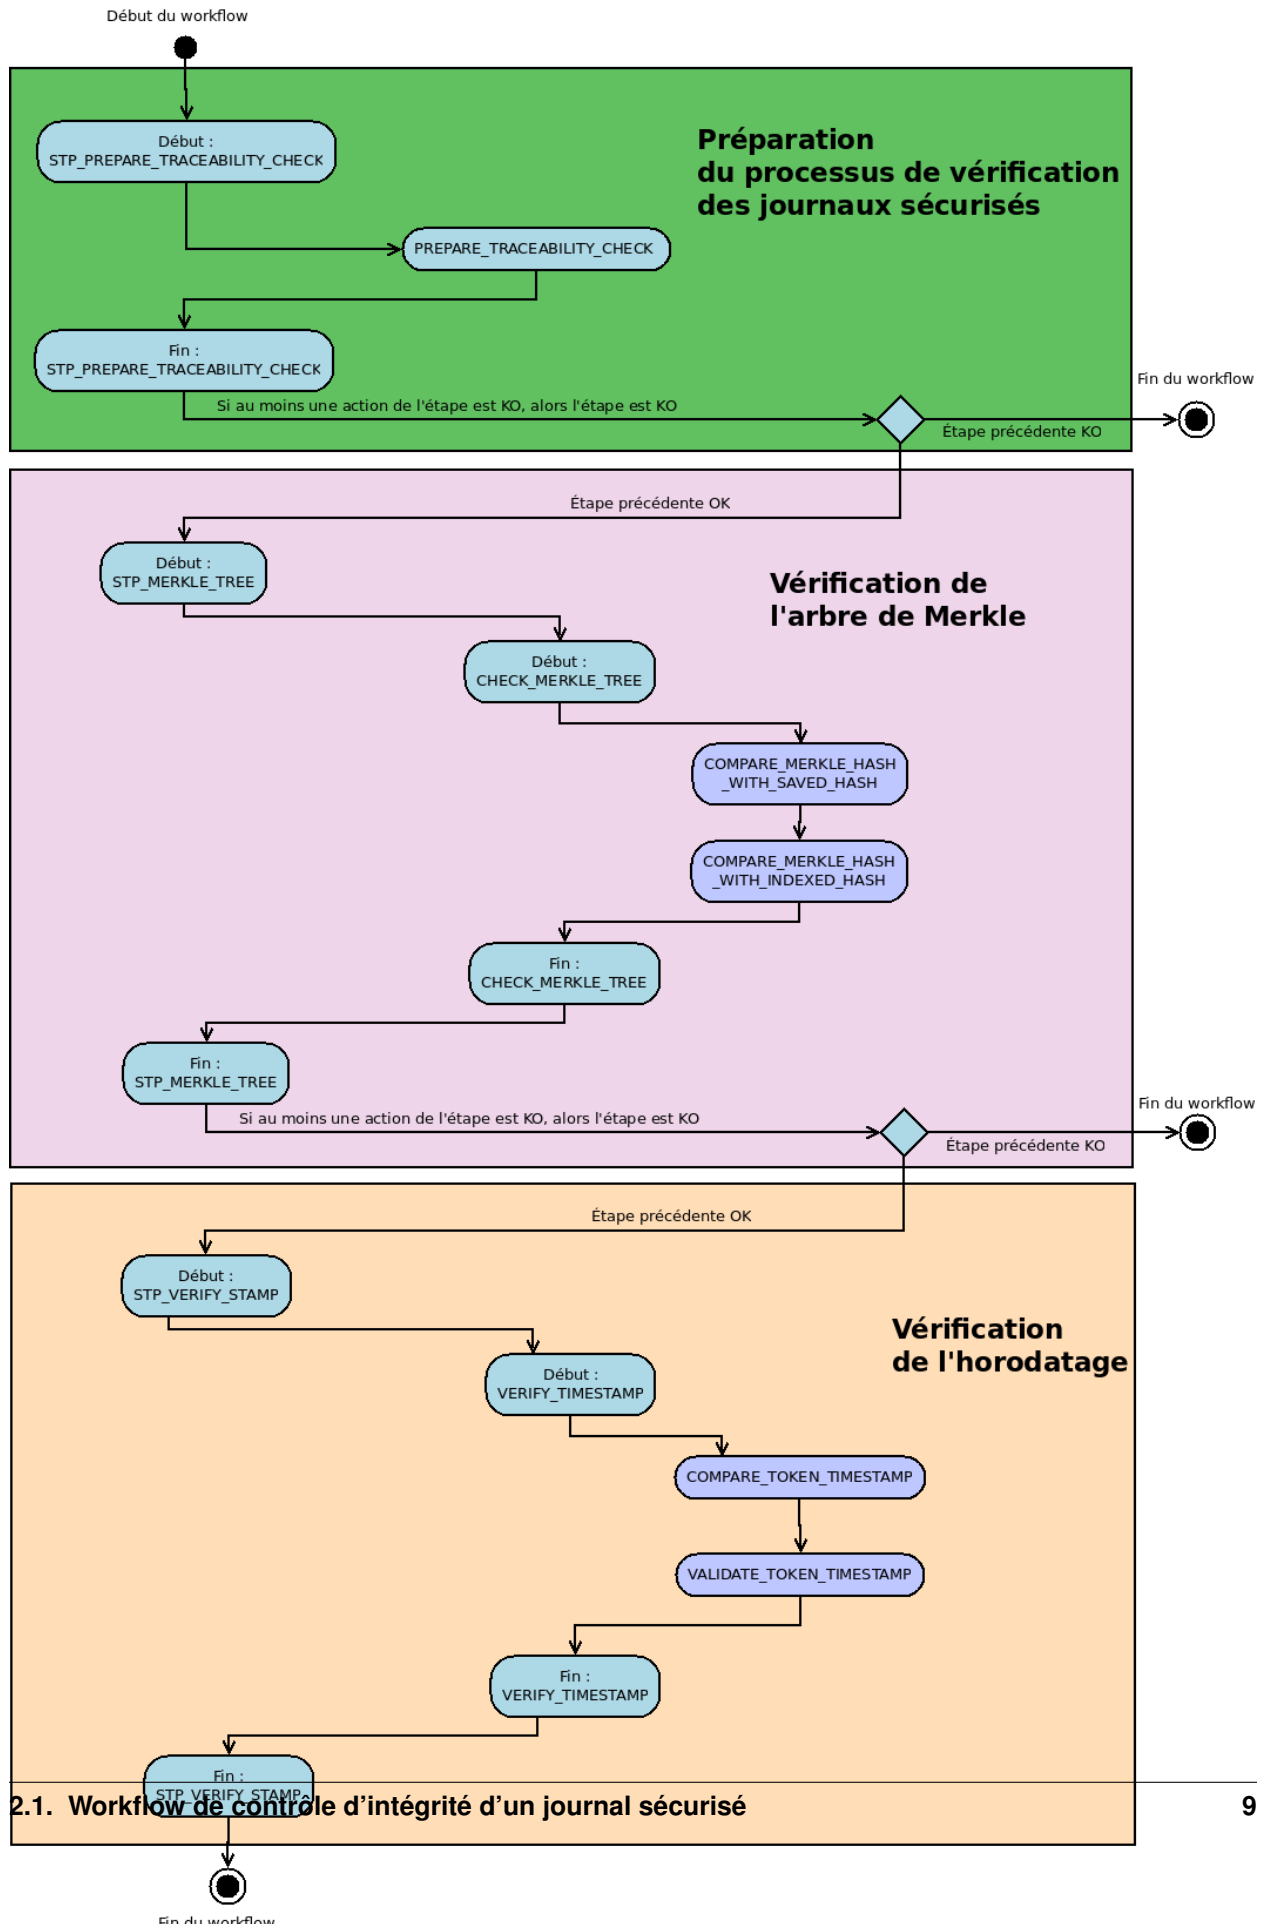 Début du workflow
Début :
STP_PREPARE_TRACEABILITY_CHECK
Préparation
du processus de vérification
des journaux sécurisés
PREPARE_TRACEABILITY_CHECK
Fin :
STP_PREPARE_TRACEABILITY_CHECK
Fin du workflow
Si au moins une action de l'étape est KO, alors l'étape est KO
Étape précédente KO
Étape précédente OK
Début :
STP_MERKLE_TREE
Vérification de
l'arbre de Merkle
Début :
CHECK_MERKLE_TREE
COMPARE_MERKLE_HASH
_WITH_SAVED_HASH
COMPARE_MERKLE_HASH
_WITH_INDEXED_HASH
Fin :
CHECK_MERKLE_TREE
Fin :
STP_MERKLE_TREE
Fin du workflow
Si au moins une action de l'étape est KO, alors l'étape est KO
Étape précédente KO
Étape précédente OK
Début :
STP_VERIFY_STAMP
Vérification
de l'horodatage
Début :
VERIFY_TIMESTAMP
COMPARE_TOKEN_TIMESTAMP
VALIDATE_TOKEN_TIMESTAMP
Fin :
VERIFY_TIMESTAMP
Fin :
STP_VERIFY_STAMP
2.1. Workflow de contrôle d’intégrité d’un journal sécurisé 9
Fin du workflow